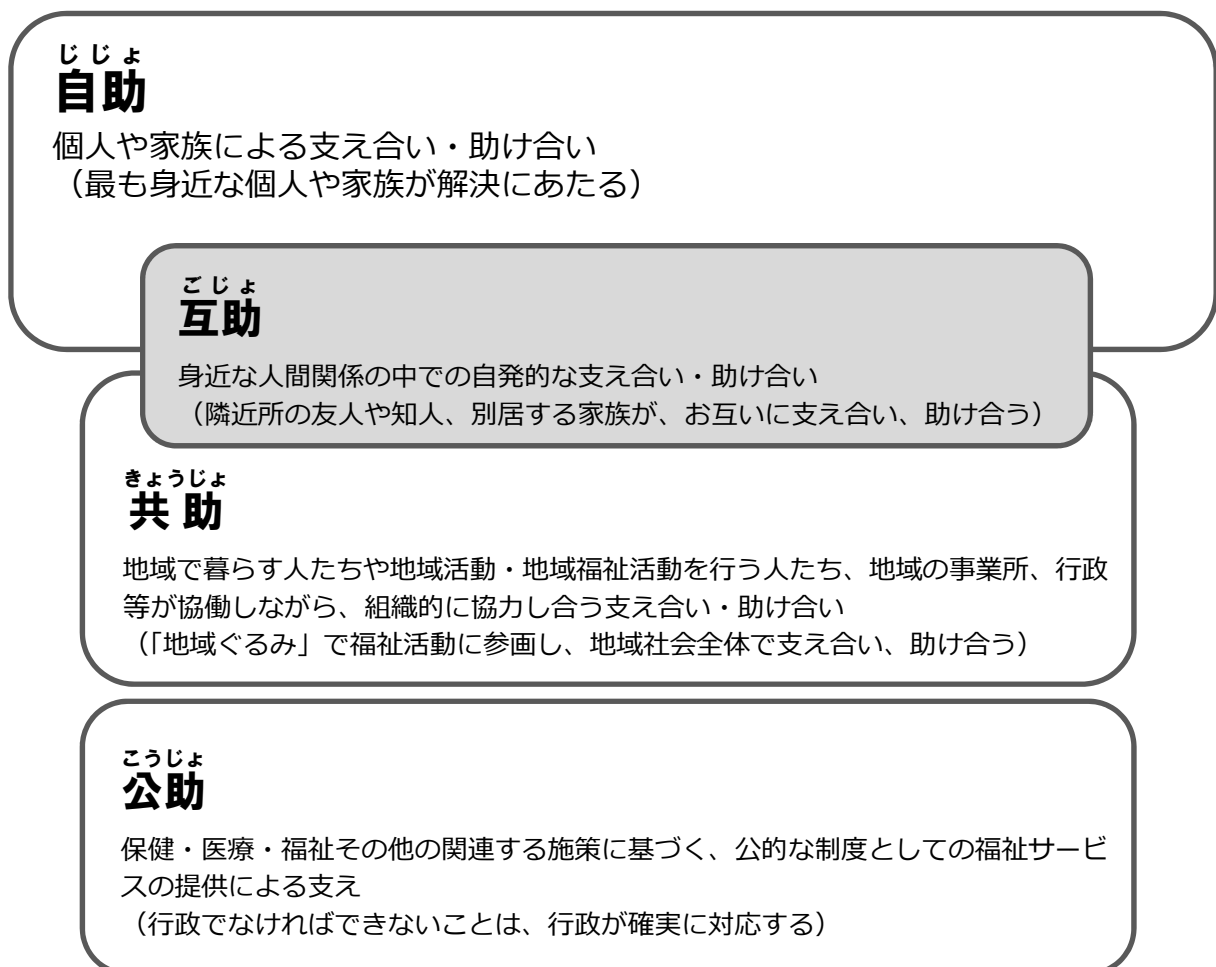 じじょ
自助
個人や家族による支え合い・助け合い
（最も身近な個人や家族が解決にあたる）
ごじょ
互助
身近な人間関係の中での自発的な支え合い・助け合い
（隣近所の友人や知人、別居する家族が、お互いに支え合い、助け合う）
きょうじょ
共助
地域で暮らす人たちや地域活動・地域福祉活動を行う人たち、地域の事業所、行政
等が協働しながら、組織的に協力し合う支え合い・助け合い
（「地域ぐるみ」で福祉活動に参画し、地域社会全体で支え合い、助け合う）
こうじょ
公助
保健・医療・福祉その他の関連する施策に基づく、公的な制度としての福祉サービ
スの提供による支え
（行政でなければできないことは、行政が確実に対応する）